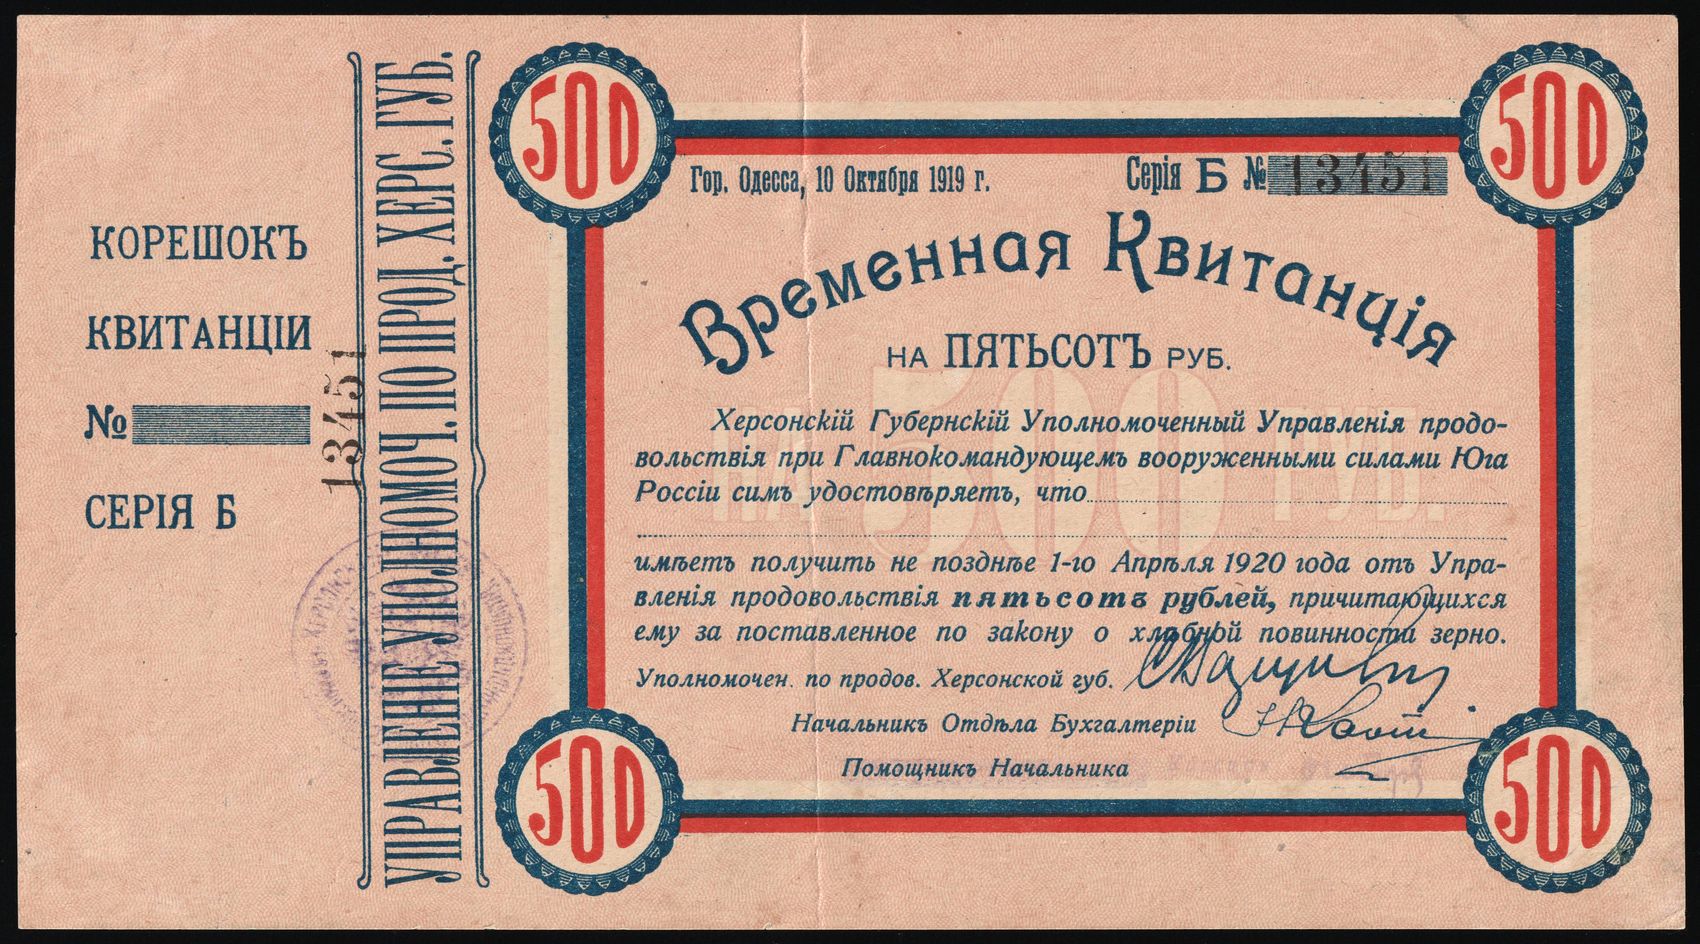 КОРЕШОКЪ
КВИТАНЦІИ
№
13451
СЕРІЯ Б
УПРАВЛЕНІЕ УПОЛНОМОЧ. ПО ПРОД. ХЕРС. ГУБ.
500
500
Гор. Одесса, 10 Октября 1919 г.
Серія Б № 13451
Временная Квитанція
НА ПЯТЬСОТЪ РУБ.
НА 500 РУБ.
Херсонскій Губернскій Уполномоченный Управленія продо-
вольствія при Главнокомандующемъ вооруженными силами Юга
Россіи симъ удостовѣряетъ, что
имѣетъ получить не позднѣе 1-го Апрѣля 1920 года отъ Упра-
вленія продовольствія пятьсотъ рублей, причитающихся
ему за поставленное по закону о хлѣбной повинности зерно.
Уполномочен. по продов. Херсонской губ.
Начальникъ Отдѣла Бухгалтеріи
Помощникъ Начальника
500
500